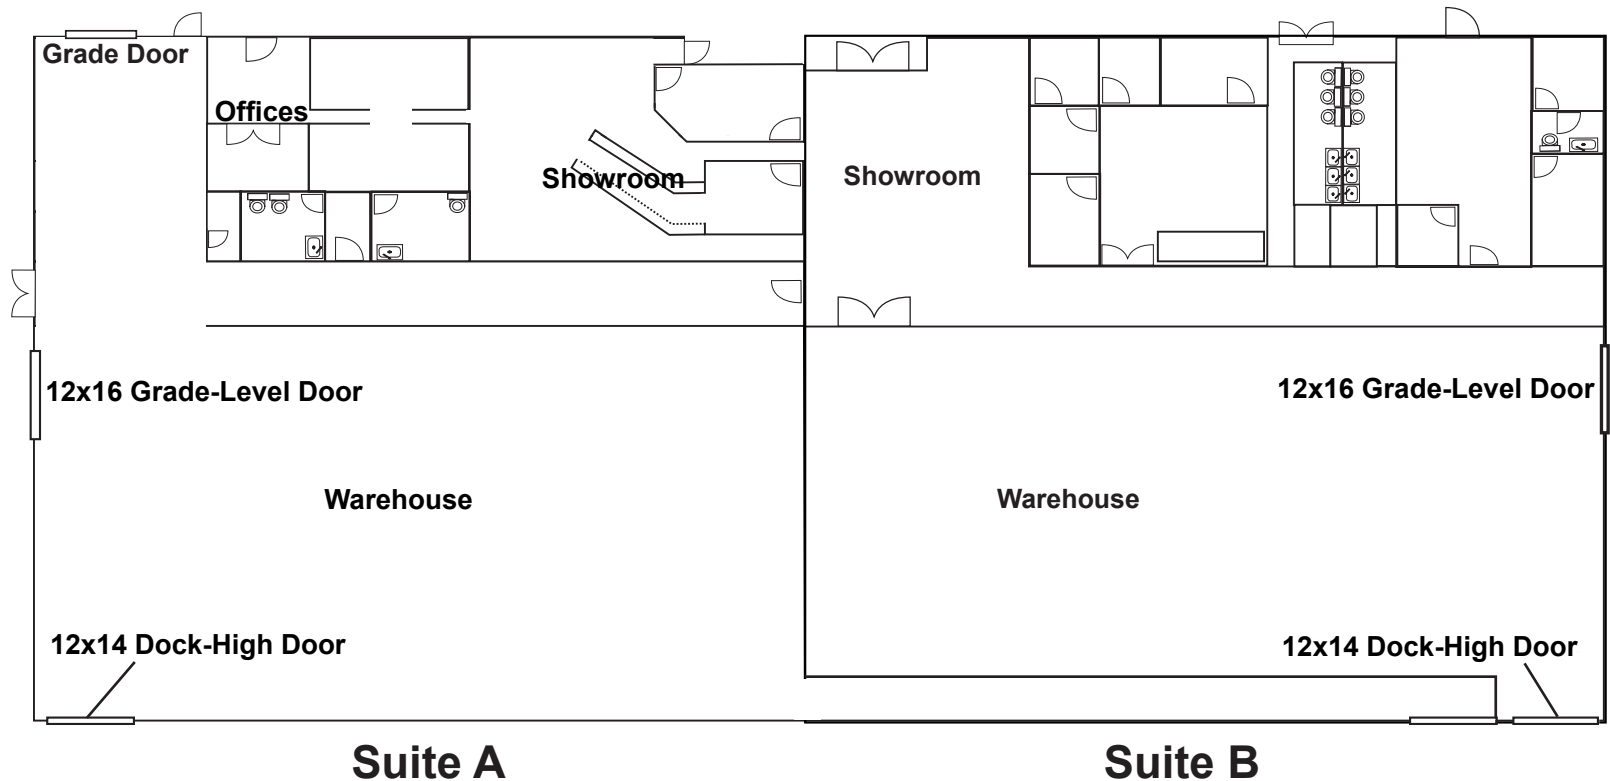 Grade Door
Offices
Showroom
Showroom
12x16 Grade-Level Door
12x16 Grade-Level Door
Warehouse
Warehouse
12x14 Dock-High Door
12x14 Dock-High Door
Suite A
Suite B